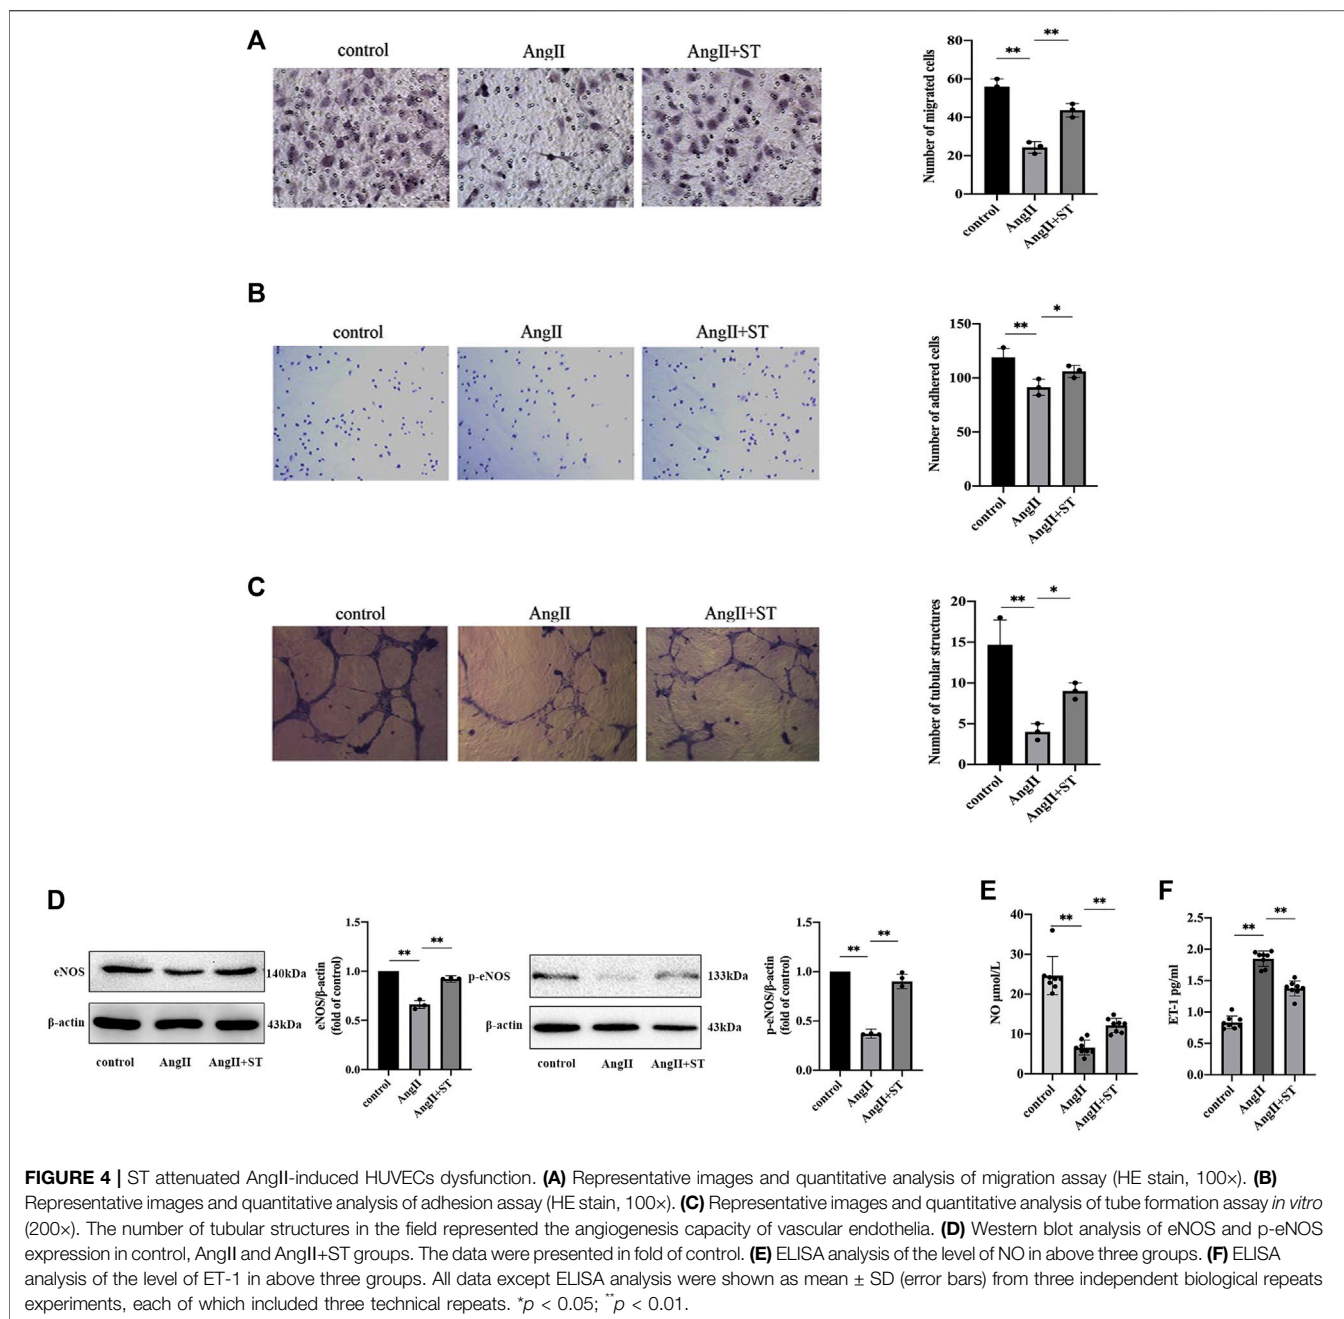 A
control
AngII
AngII+ST
Number of migrated cells
80
60
40
20
0
**
**
control
AngII
AngII+ST
B
control
AngII
AngII+ST
Number of adhered cells
150
100
50
0
**
*
control
AngII
AngII+ST
C
control
AngII
AngII+ST
Number of tubular structures
20
15
10
5
0
**
*
control
AngII
AngII+ST
D
eNOS
140kDa
β-actin
43kDa
control AngII AngII+ST
eNOS/β-actin
(fold of control)
1.5
1.0
0.5
0.0
**
**
control
AngII
AngII+ST
p-eNOS
133kDa
β-actin
43kDa
control AngII AngII+ST
p-eNOS/β-actin
(fold of control)
1.5
1.0
0.5
0.0
**
**
control
AngII
AngII+ST
E
NO μmol/L
40
30
20
10
0
**
**
control
AngII
AngII+ST
F
ET-1 pg/ml
2.5
2.0
1.5
1.0
0.5
0.0
**
**
control
AngII
AngII+ST
FIGURE 4 | ST attenuated AngII-induced HUVECs dysfunction. (A) Representative images and quantitative analysis of migration assay (HE stain, 100×). (B)
Representative images and quantitative analysis of adhesion assay (HE stain, 100×). (C) Representative images and quantitative analysis of tube formation assay in vitro
(200×). The number of tubular structures in the field represented the angiogenesis capacity of vascular endothelia. (D) Western blot analysis of eNOS and p-eNOS
expression in control, AngII and AngII+ST groups. The data were presented in fold of control. (E) ELISA analysis of the level of NO in above three groups. (F) ELISA
analysis of the level of ET-1 in above three groups. All data except ELISA analysis were shown as mean ± SD (error bars) from three independent biological repeats
experiments, each of which included three technical repeats. *p < 0.05; **p < 0.01.